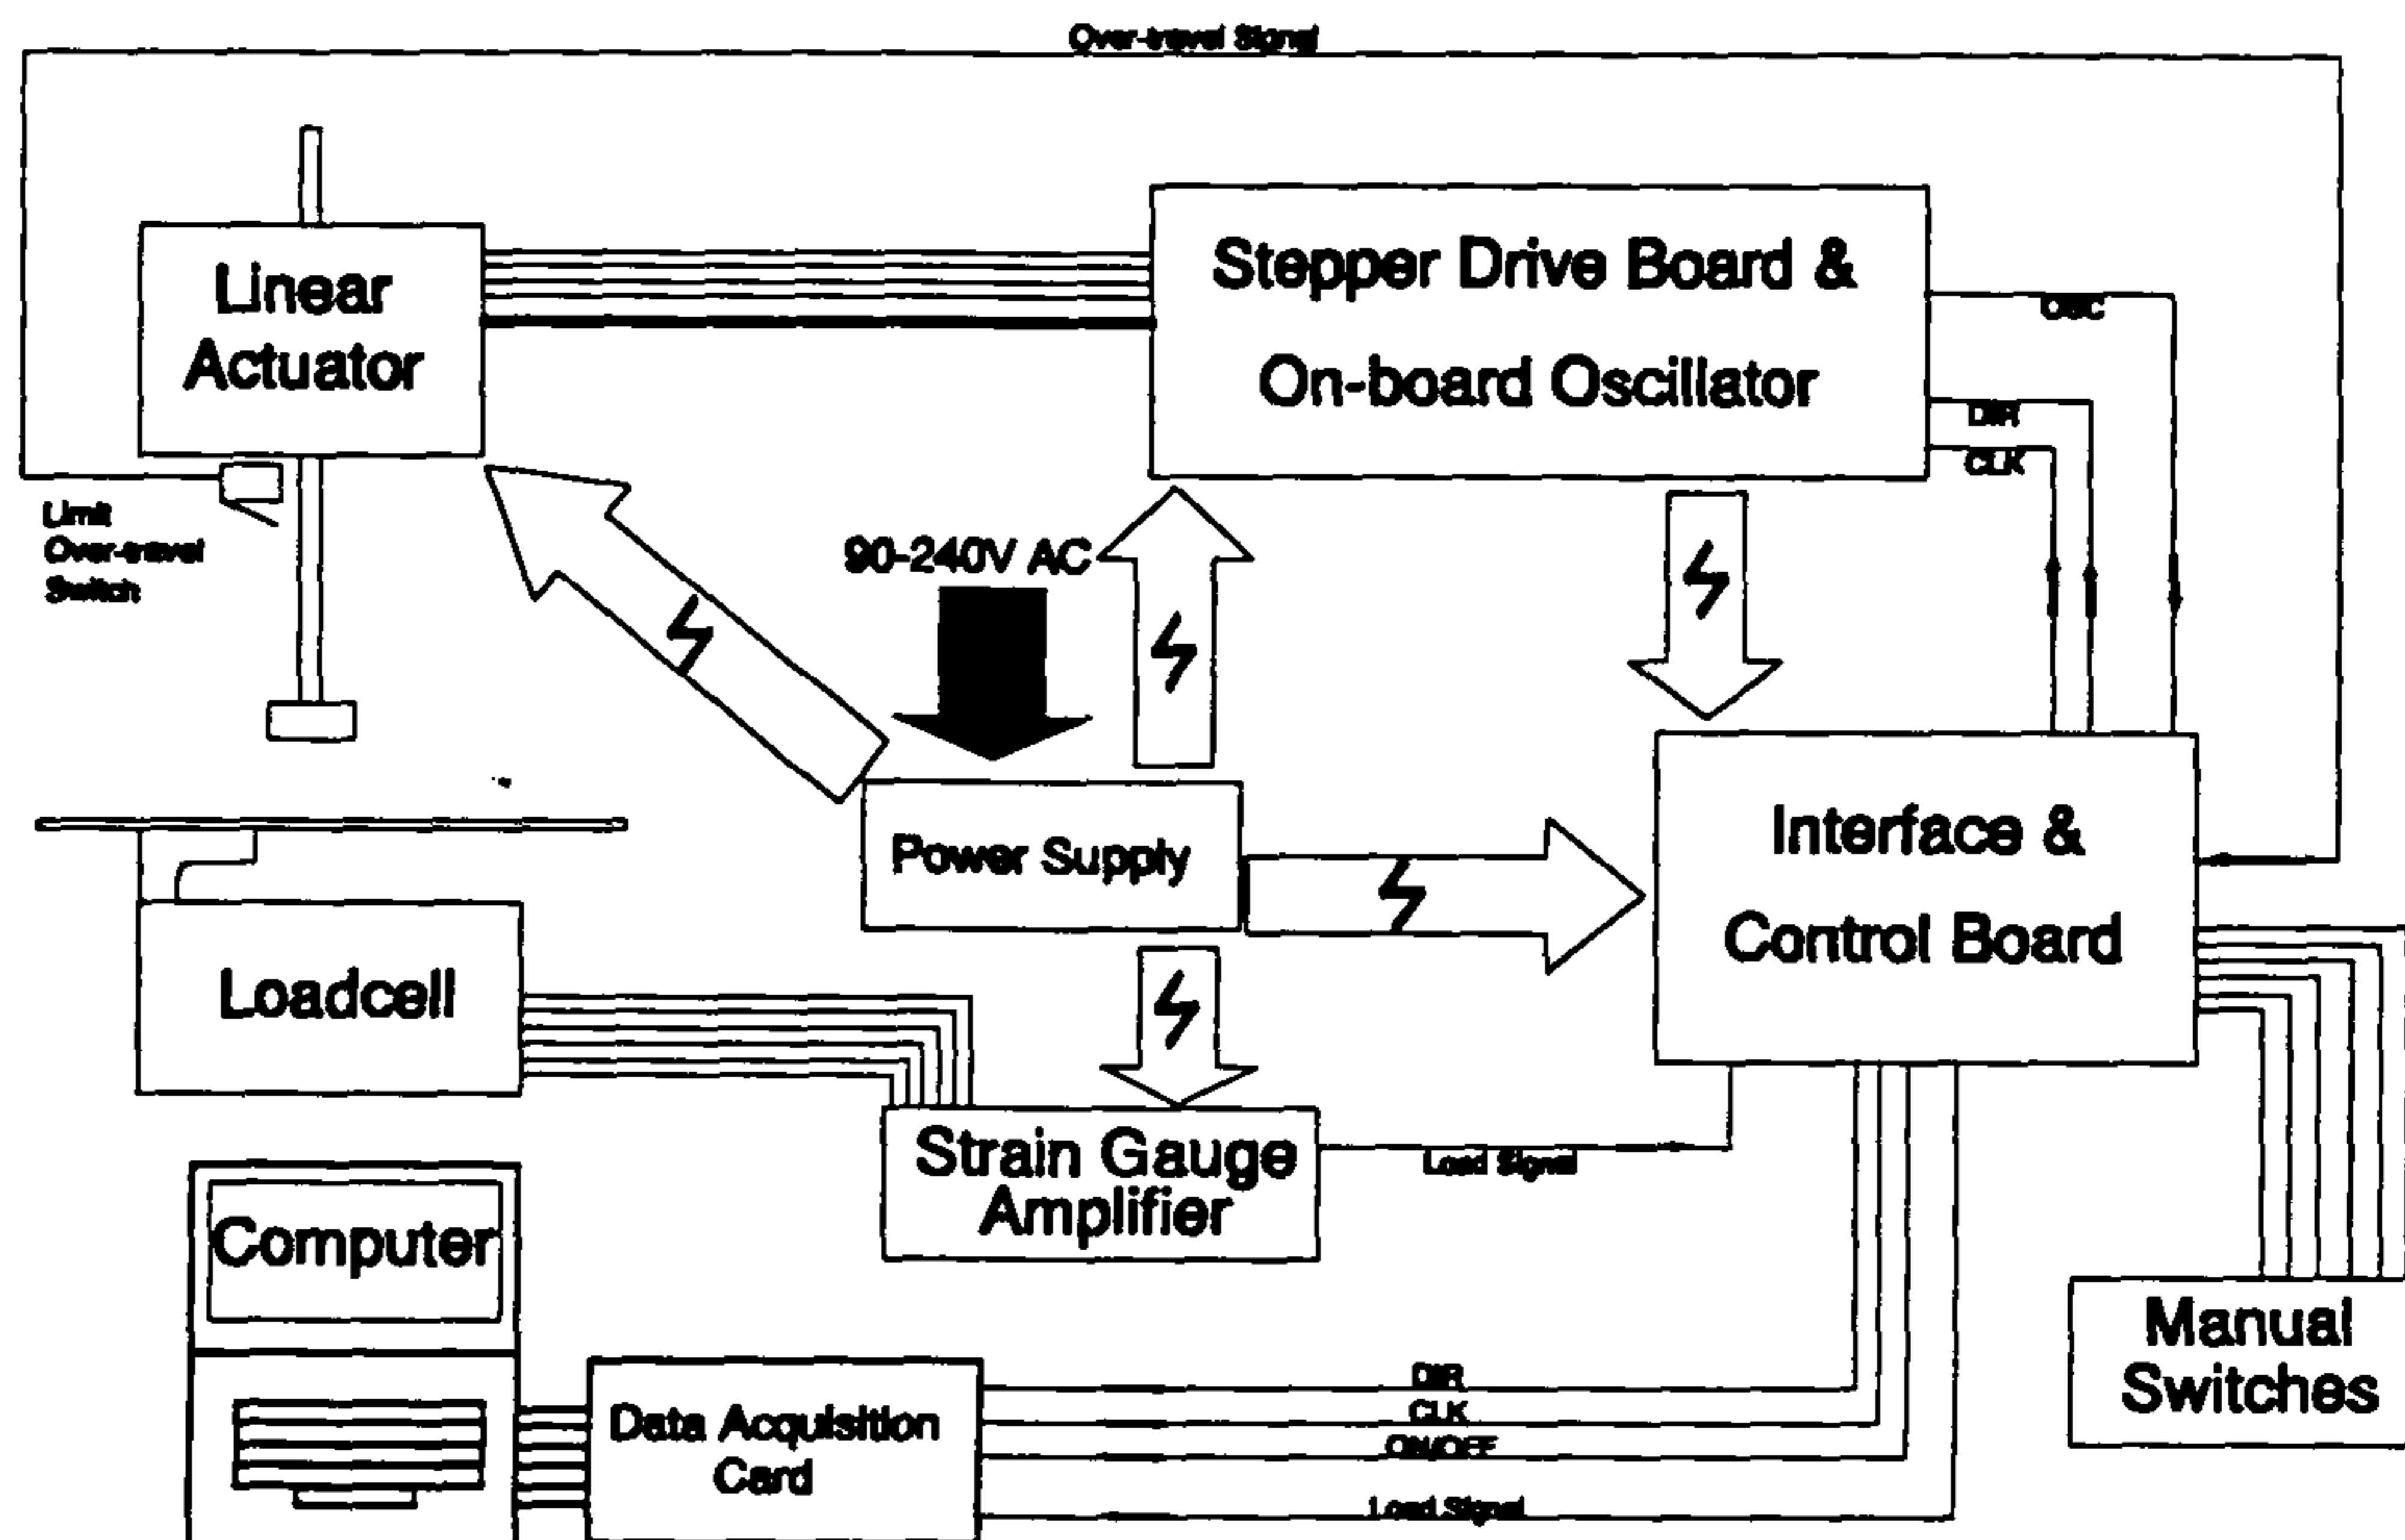 Over-travel Signal
Linear
Actuator
Stepper Drive Board &
On-board Oscillator
OSC
DIR
CLK
Limit
Over-travel
Switch
90-240V AC
Power Supply
Interface &
Control Board
Loadcell
Strain Gauge
Amplifier
Load Signal
Computer
Manual
Switches
Data Acquisition
Card
DIR
CLK
ON/OFF
Load Signal